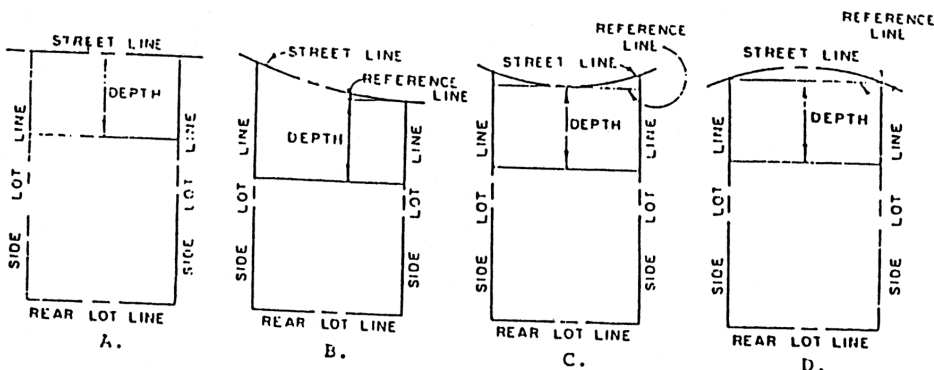 STREET LINE
DEPTH
SIDE LOT LINE
SIDE LOT LINE
REAR LOT LINE
A.
STREET LINE
REFERENCE
LINE
DEPTH
SIDE LOT LINE
SIDE LOT LINE
REAR LOT LINE
B.
REFERENCE
LINE
STREET LINE
DEPTH
SIDE LOT LINE
SIDE LOT LINE
REAR LOT LINE
C.
REFERENCE
LINE
STREET LINE
DEPTH
SIDE LOT LINE
SIDE LOT LINE
REAR LOT LINE
D.